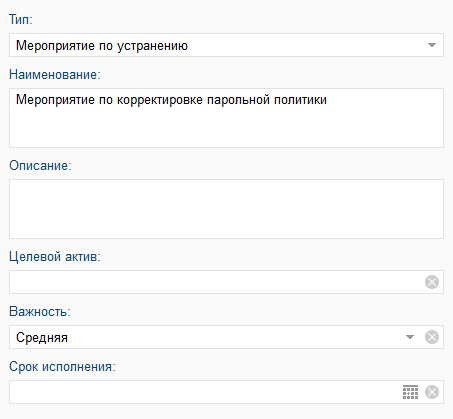 Тип:
Мероприятие по устранению
Наименование:
Мероприятие по корректировке парольной политики
Описание:
Целевой актив:
Важность:
Средняя
Срок исполнения: